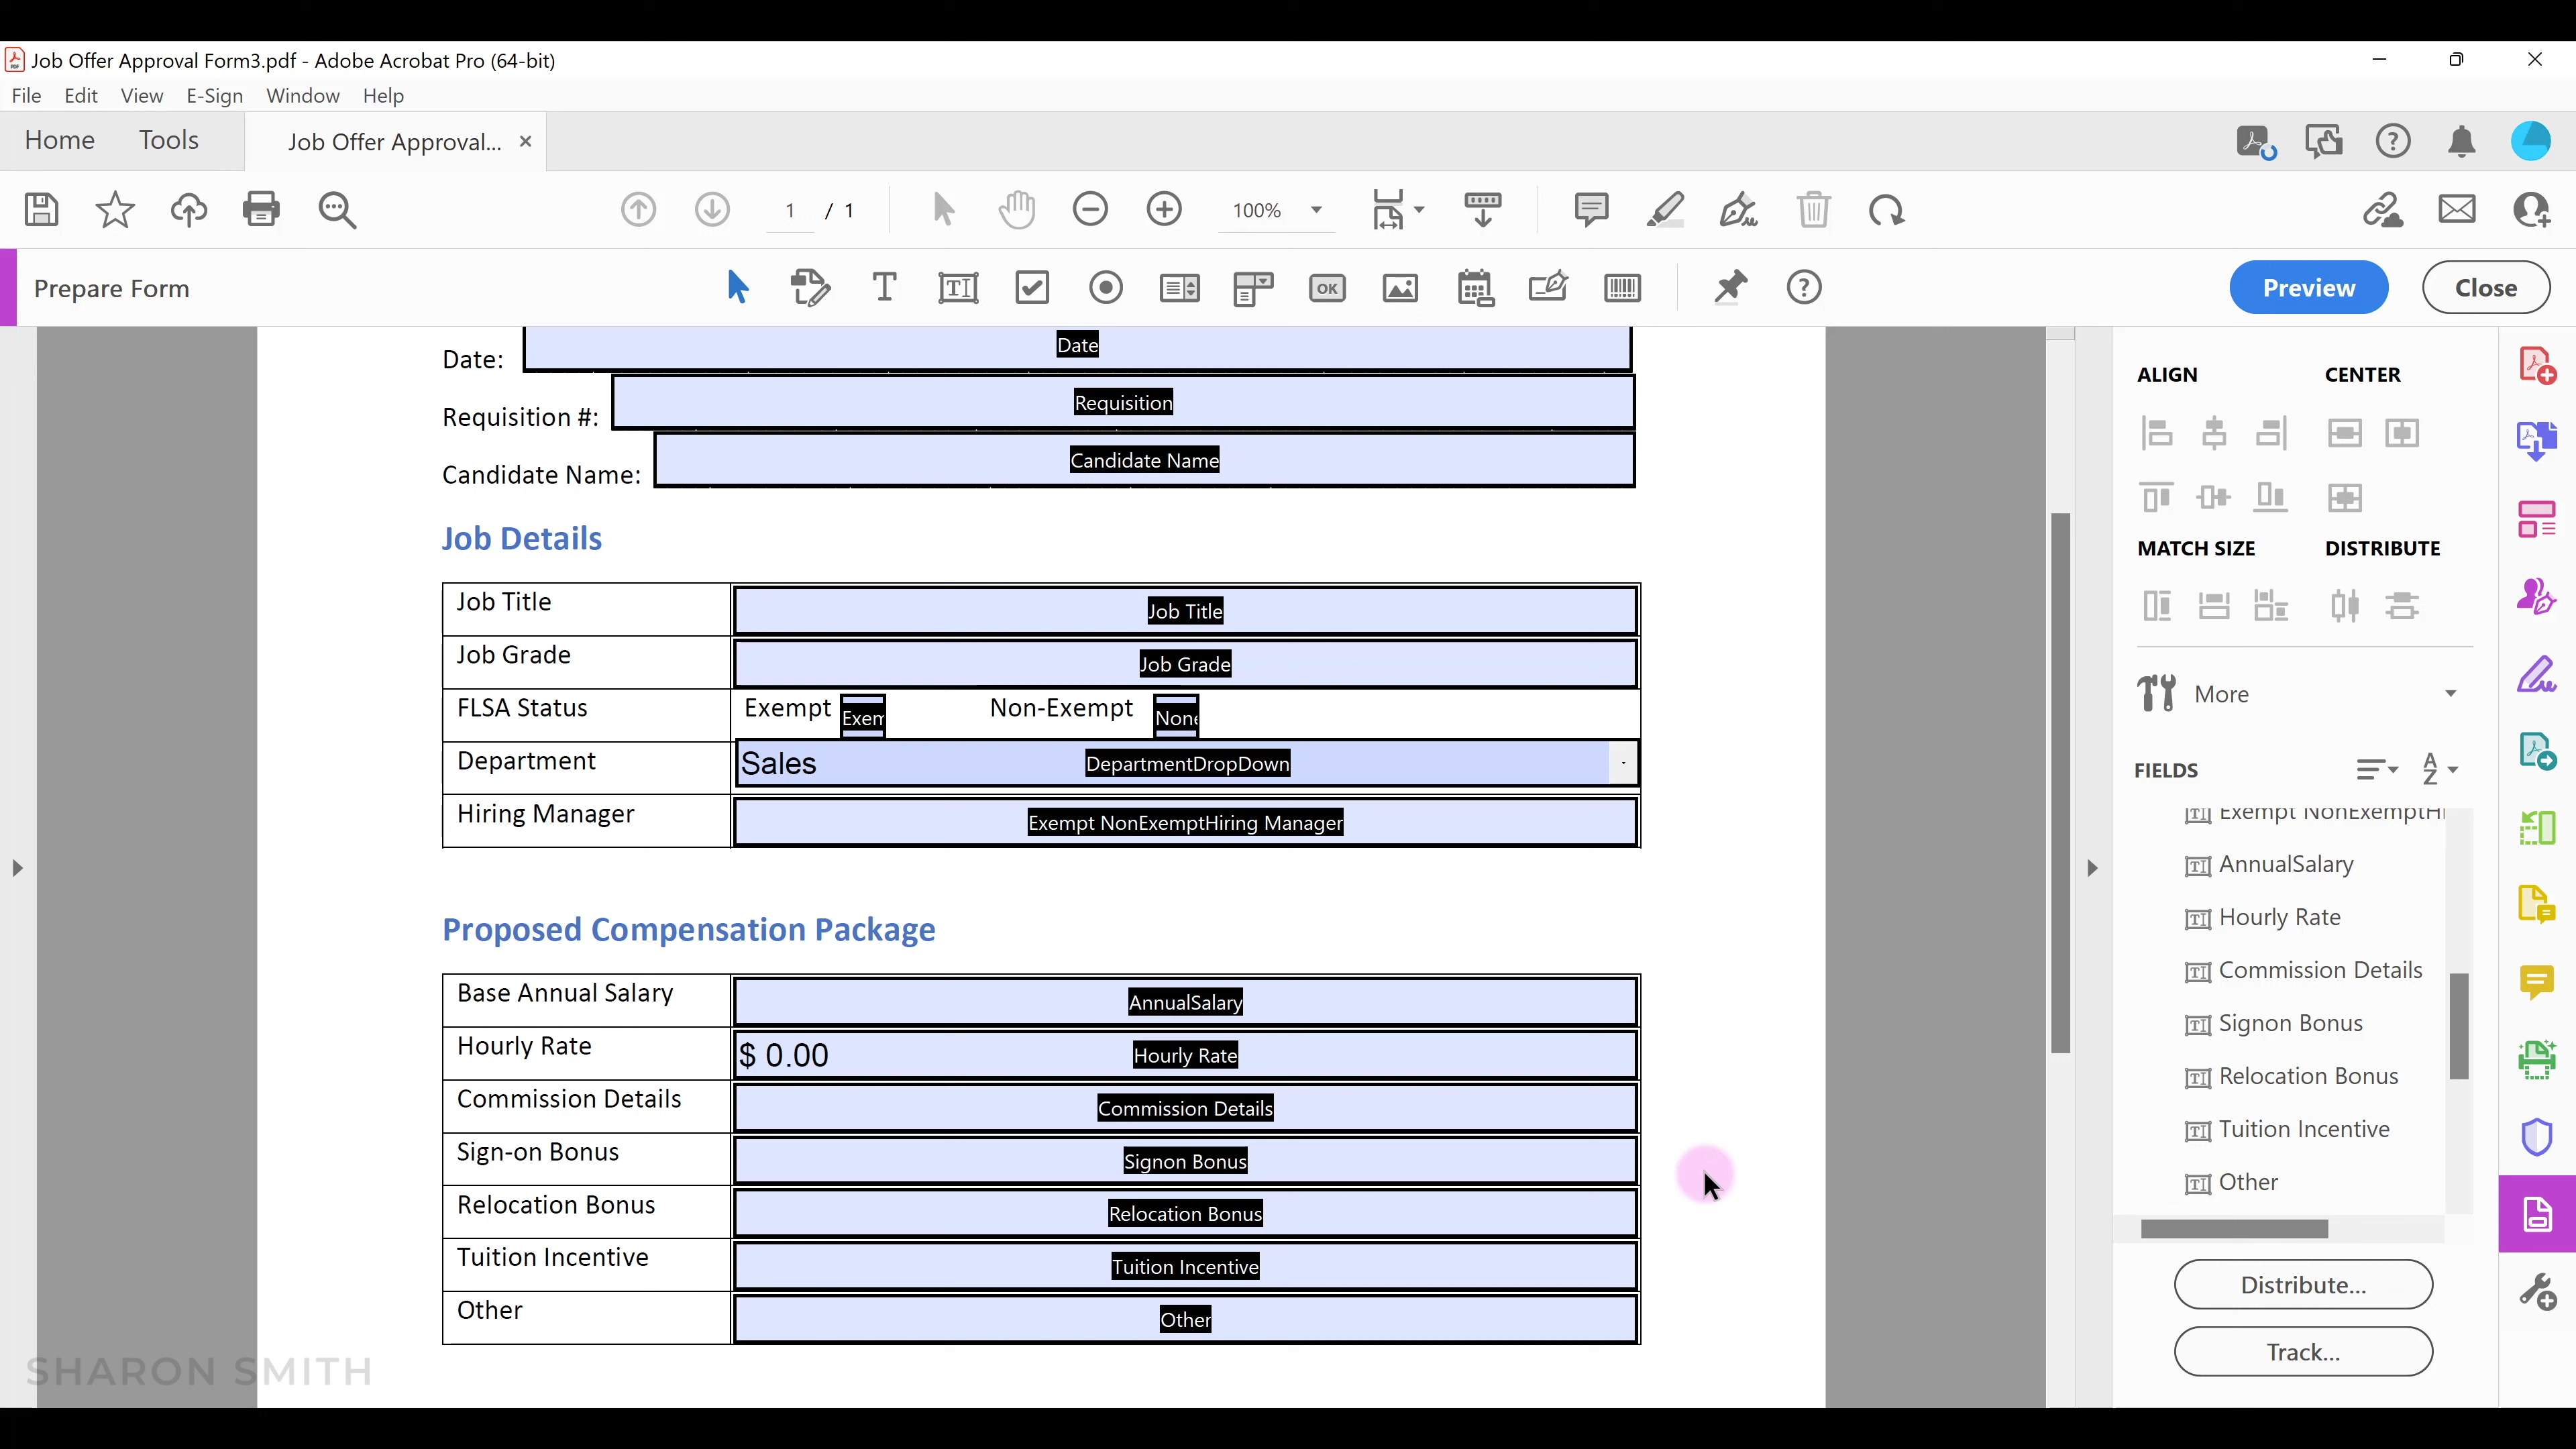 Job Offer Approval Form3.pdf - Adobe Acrobat Pro (64-bit)
File Edit View E-Sign Window Help
Home Tools Job Offer Approval...
1 / 1 100%
Prepare Form
OK
Preview Close
Date: Date
Requisition #: Requisition
Candidate Name: Candidate Name
Job Details
Job Title Job Title
Job Grade Job Grade
FLSA Status Exempt Exem Non-Exempt None
Department Sales DepartmentDropDown
Hiring Manager Exempt NonExemptHiring Manager
Proposed Compensation Package
Base Annual Salary AnnualSalary
Hourly Rate $ 0.00 Hourly Rate
Commission Details Commission Details
Sign-on Bonus Signon Bonus
Relocation Bonus Relocation Bonus
Tuition Incentive Tuition Incentive
Other Other
ALIGN CENTER
MATCH SIZE DISTRIBUTE
More
FIELDS
Exempt NonExemptHi
AnnualSalary
Hourly Rate
Commission Details
Signon Bonus
Relocation Bonus
Tuition Incentive
Other
Distribute...
Track...
SHARON SMITH